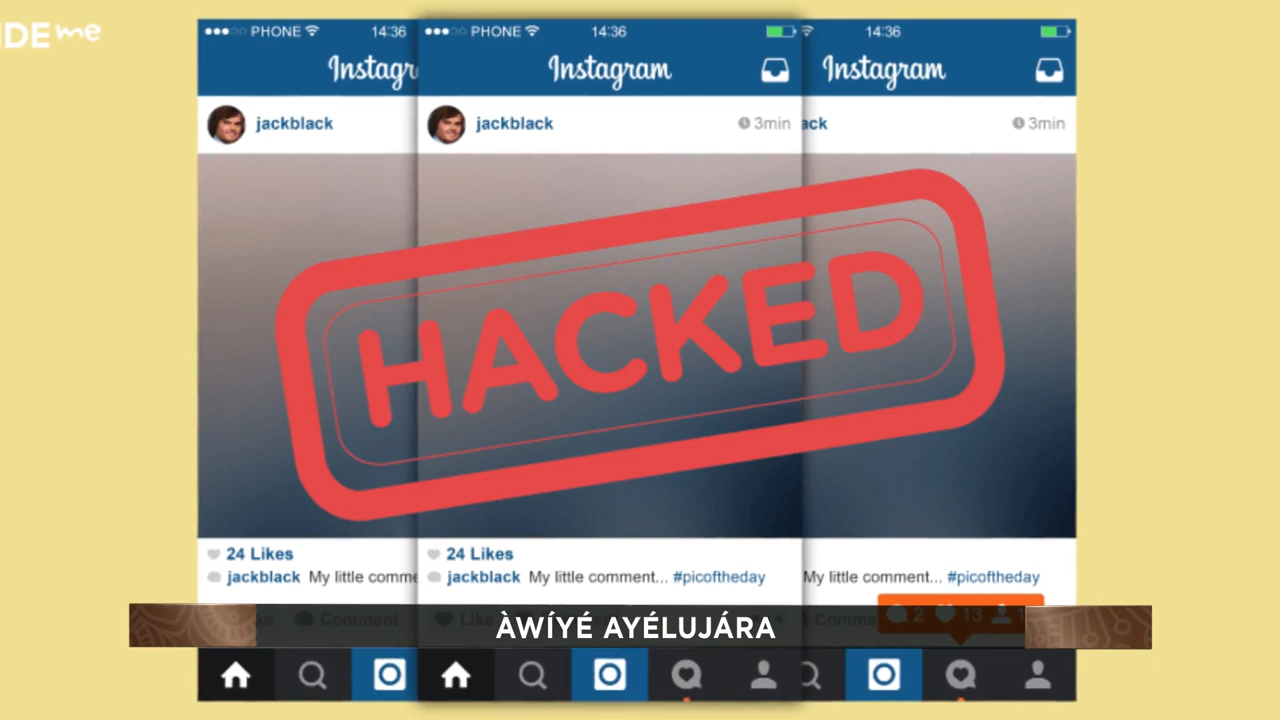 IDE me
PHONE 14:36 PHONE 14:36 14:36
Instagr Instagram Instagram
jackblack jackblack 3min ack 3min
HACKED
24 Likes 24 Likes
jackblack My little comme jackblack My little comment... #picoftheday My little comment... #picoftheday
2 13
Comment
ÀWÍYÉ AYÉLUJÁRA